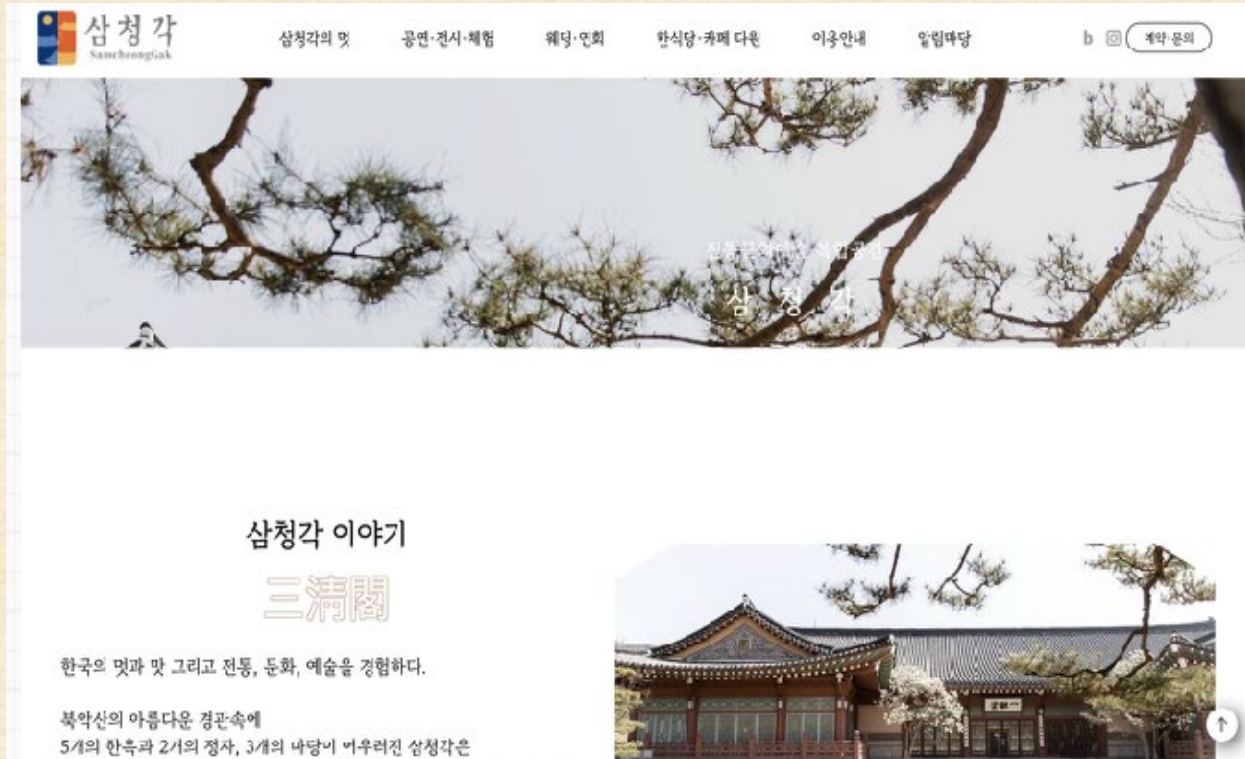 삼청각
SamcheongGak
삼청각의 멋
공연·전시·체험
웨딩·연회
한식당·카페 다원
이용안내
알림마당
b
예약·문의
삼 청 각
삼청각 이야기
三淸閣
한국의 멋과 맛 그리고 전통, 문화, 예술을 경험하다.
북악산의 아름다운 경관속에
5개의 한옥과 2개의 정자, 3개의 마당이 어우러진 삼청각은